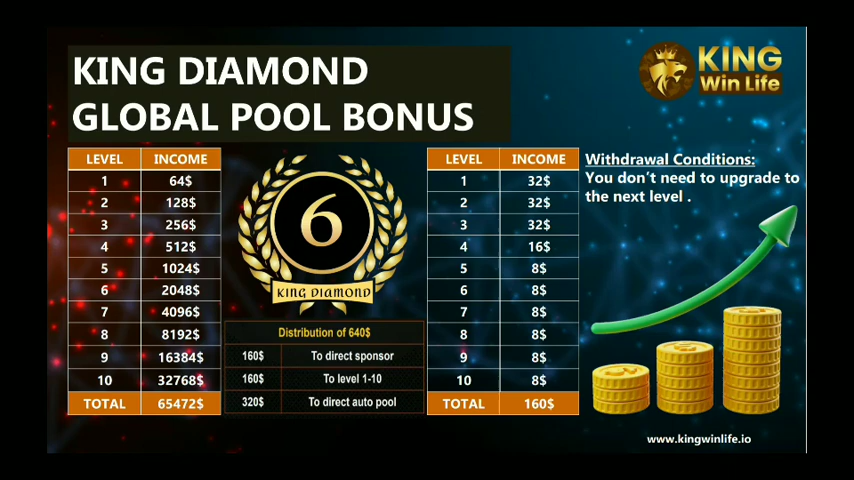 KING DIAMOND
GLOBAL POOL BONUS
KING
Win Life
LEVEL INCOME
1 64$
2 128$
3 256$
4 512$
5 1024$
6 2048$
7 4096$
8 8192$
9 16384$
10 32768$
TOTAL 65472$
6
KING DIAMOND
Distribution of 640$
160$ To direct sponsor
160$ To level 1-10
320$ To direct auto pool
LEVEL INCOME
1 32$
2 32$
3 32$
4 16$
5 8$
6 8$
7 8$
8 8$
9 8$
10 8$
TOTAL 160$
Withdrawal Conditions:
You don't need to upgrade to
the next level .
www.kingwinlife.io